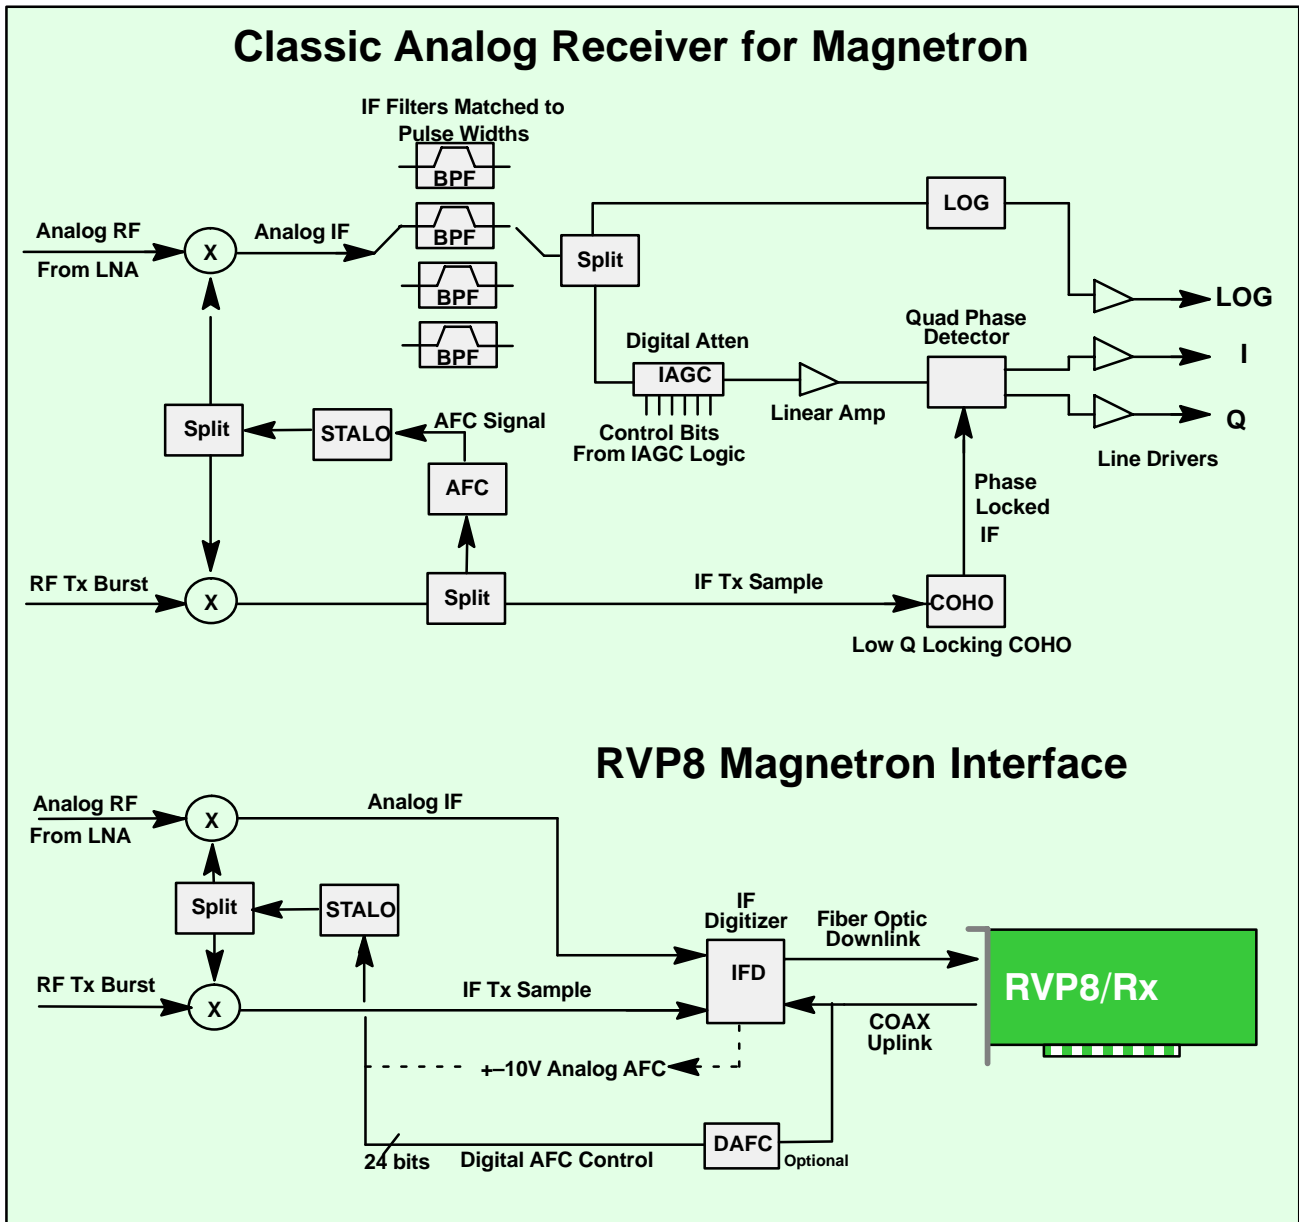 Classic Analog Receiver for Magnetron
IF Filters Matched to
Pulse Widths
BPF
BPF
BPF
BPF
Analog RF
From LNA
X
Analog IF
Split
LOG
LOG
I
Q
Quad Phase
Detector
Digital Atten
IAGC
Control Bits
From IAGC Logic
Linear Amp
Line Drivers
Split
STALO
AFC Signal
AFC
Phase
Locked
IF
RF Tx Burst
X
Split
IF Tx Sample
COHO
Low Q Locking COHO
RVP8 Magnetron Interface
Analog RF
From LNA
X
Analog IF
Split
STALO
IF
Digitizer
IFD
Fiber Optic
Downlink
RVP8/Rx
COAX
Uplink
RF Tx Burst
X
IF Tx Sample
+–10V Analog AFC
24 bits
Digital AFC Control
DAFC
Optional